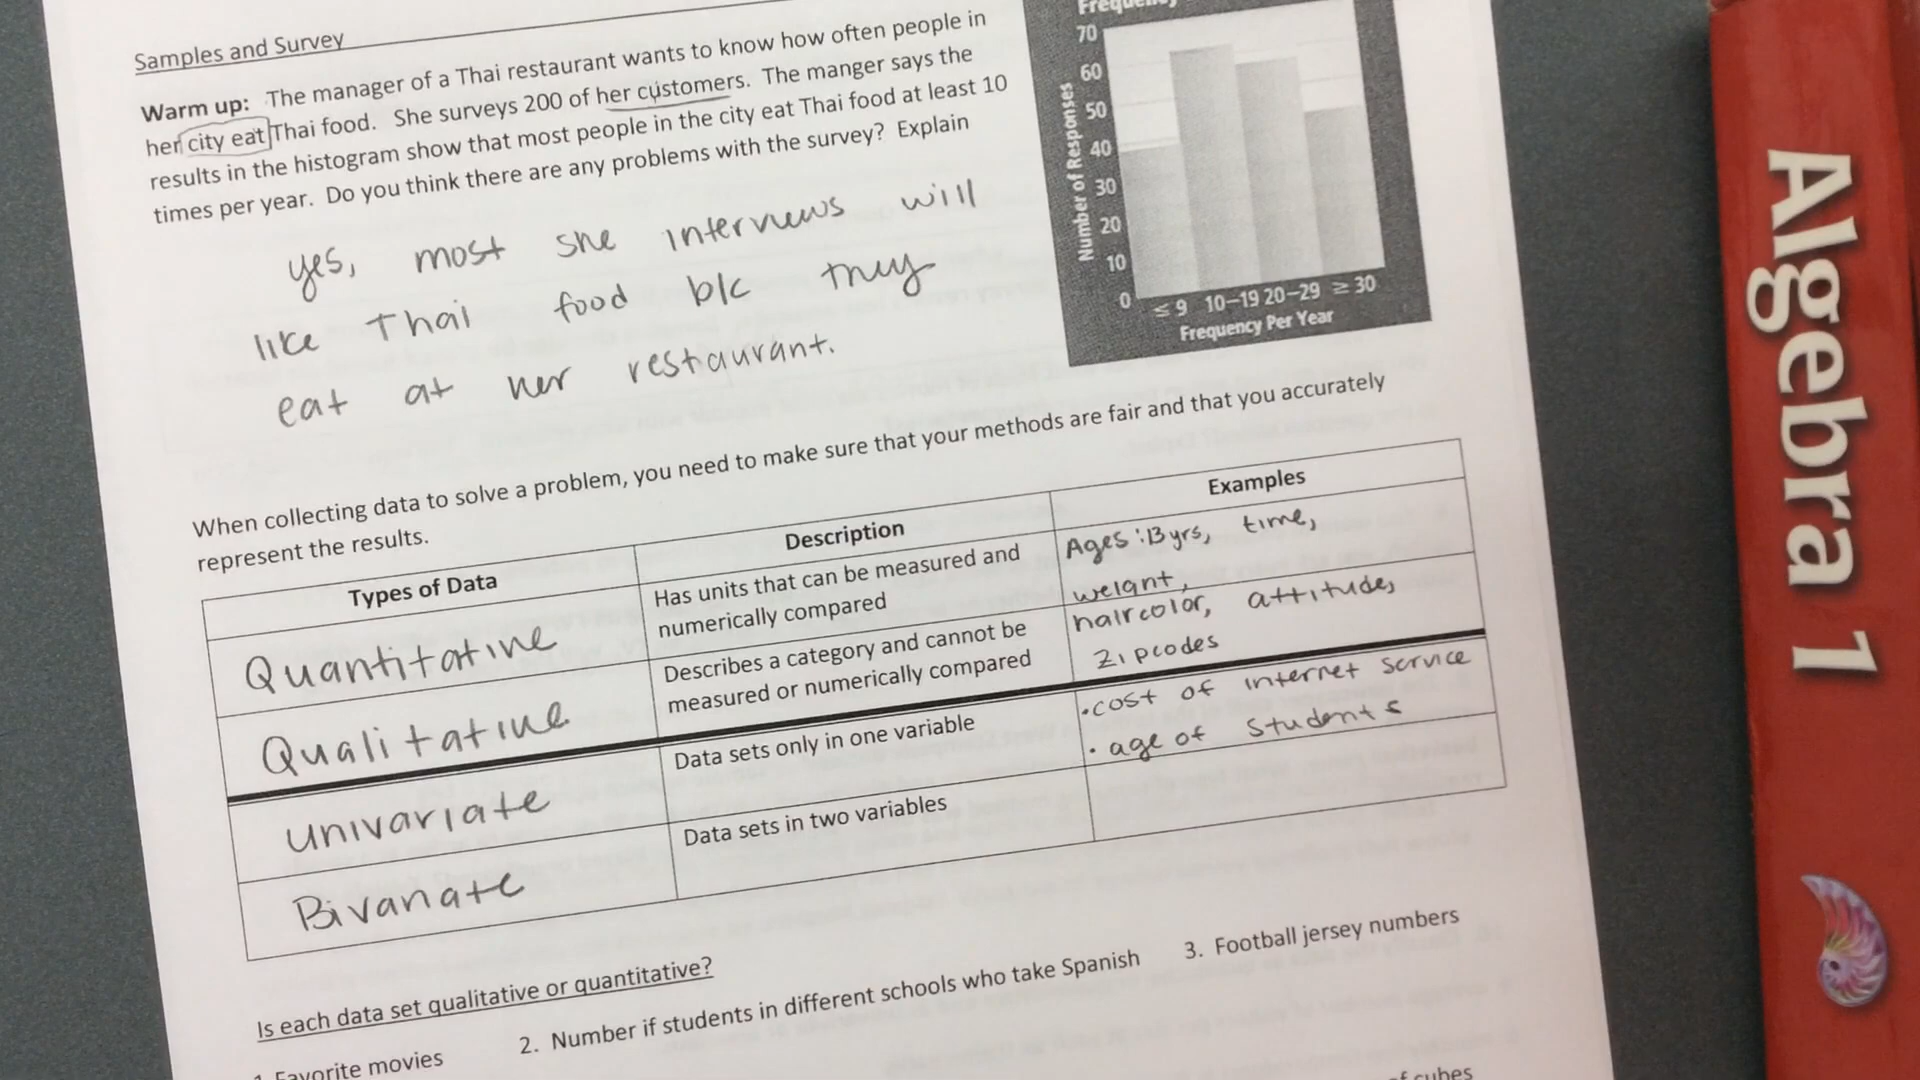 Samples and Survey
Warm up: The manager of a Thai restaurant wants to know how often people in
her city eat Thai food. She surveys 200 of her customers. The manger says the
results in the histogram show that most people in the city eat Thai food at least 10
times per year. Do you think there are any problems with the survey? Explain
yes, most she interviews will
like Thai food b/c they
eat at her restaurant.
Frequency
Number of Responses
70
60
50
40
30
20
10
0
≤ 9 10–19 20–29 ≥ 30
Frequency Per Year
When collecting data to solve a problem, you need to make sure that your methods are fair and that you accurately
represent the results.
Types of Data Description Examples
Quantitative
Has units that can be measured and
numerically compared
Ages: 13 yrs, time,
weight,
Qualitative
Describes a category and cannot be
measured or numerically compared
haircolor, attitude,
Zipcodes
Univariate
Data sets only in one variable
• cost of internet service
• age of students
Bivariate
Data sets in two variables
Is each data set qualitative or quantitative?
1. Favorite movies
2. Number if students in different schools who take Spanish
3. Football jersey numbers
of cubes
Algebra 1